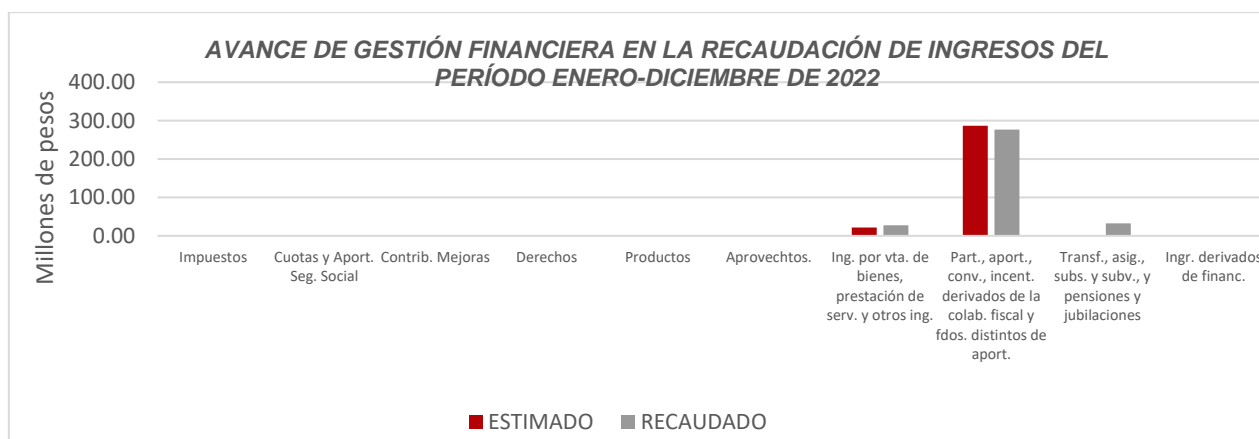 AVANCE DE GESTIÓN FINANCIERA EN LA RECAUDACIÓN DE INGRESOS DEL
PERÍODO ENERO-DICIEMBRE DE 2022
Millones de pesos
400.00
300.00
200.00
100.00
0.00
Impuestos
Cuotas y Aport.
Seg. Social
Contrib. Mejoras
Derechos
Productos
Aprovechtos.
Ing. por vta. de
bienes,
prestación de
serv. y otros ing.
Part., aport.,
conv., incent.
derivados de la
colab. fiscal y
fdos. distintos de
aport.
Transf., asig.,
subs. y subv., y
pensiones y
jubilaciones
Ingr. derivados
de financ.
ESTIMADO
RECAUDADO